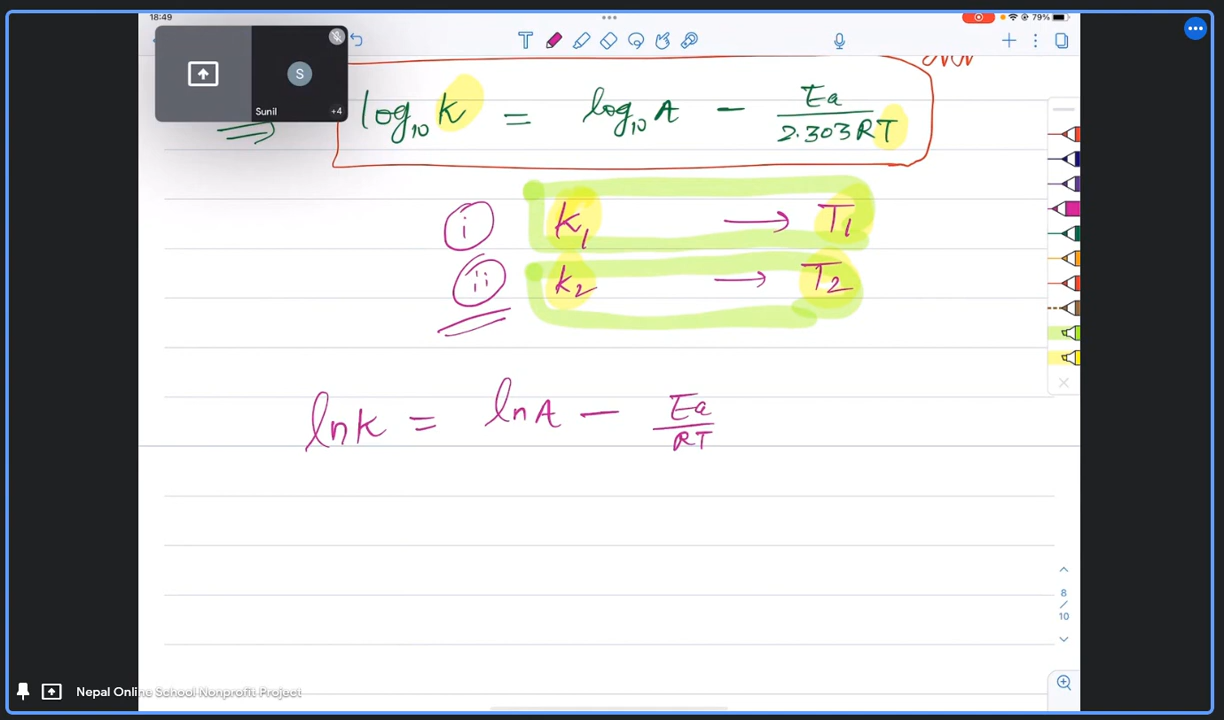 18:49
79%
T
S
Sunil
+4
⇒ log₁₀ K = log₁₀ A − Ea / 2.303RT
(i) K₁ → T₁
(ii) K₂ → T₂
ln K = ln A − Ea / RT
8
/
10
Nepal Online School Nonprofit Project